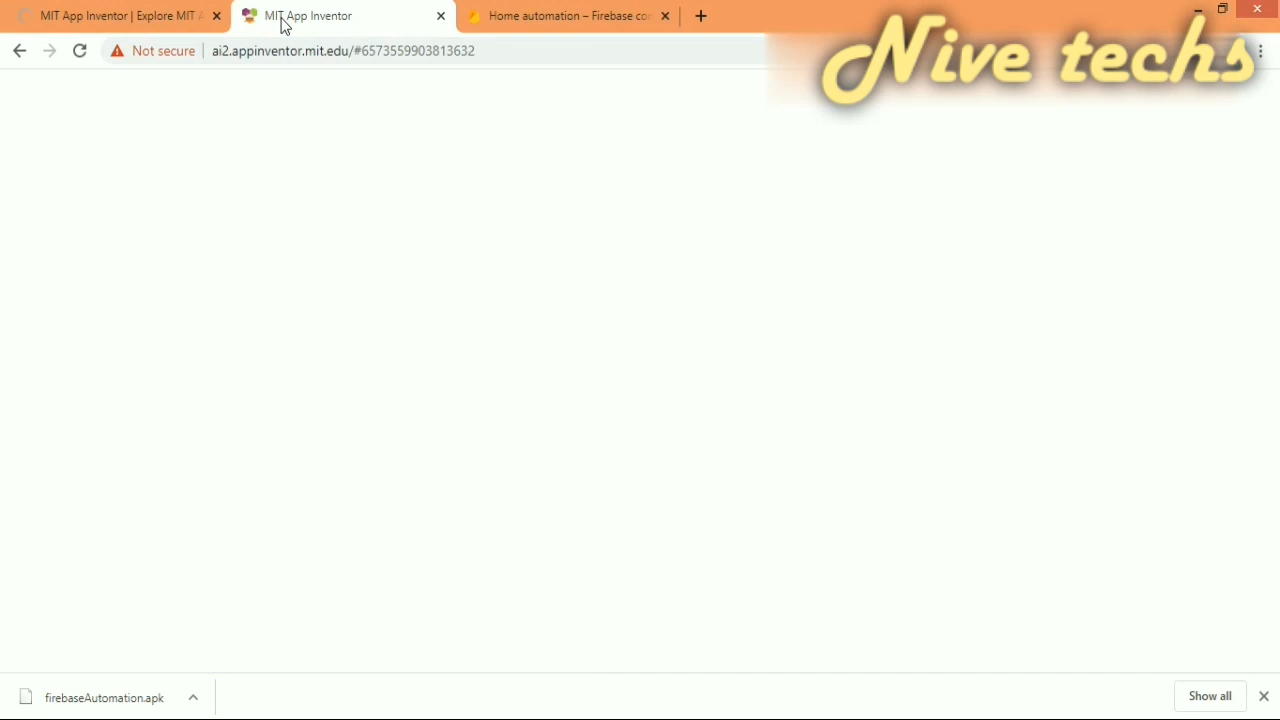 MIT App Inventor | Explore MIT A
MIT App Inventor
Home automation – Firebase con
Not secure
ai2.appinventor.mit.edu/#6573559903813632
Nive techs
firebaseAutomation.apk
Show all